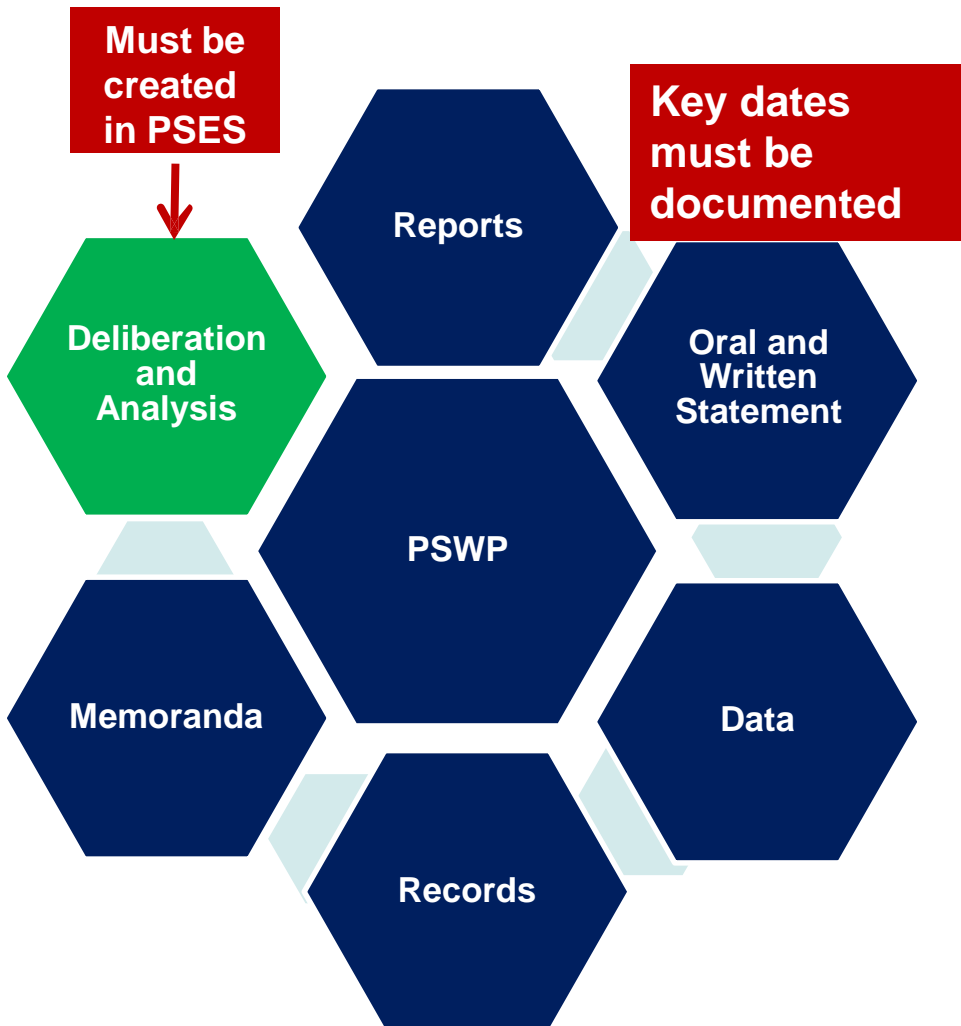 Must be
created
in PSES
Key dates
must be
documented
Reports
Deliberation
and
Analysis
Oral and
Written
Statement
PSWP
Memoranda
Data
Records